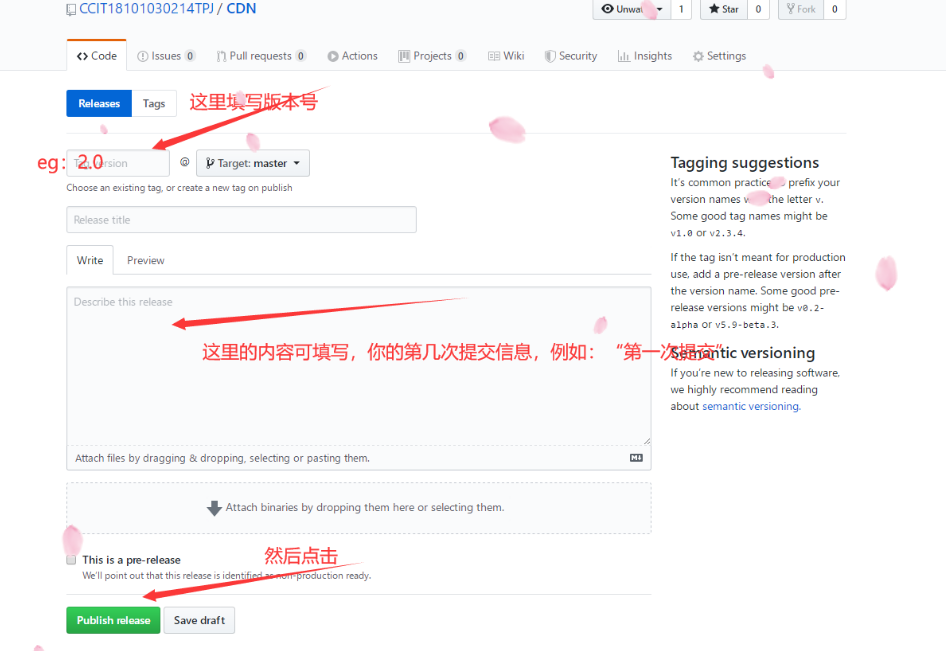 CCIT18101030214TPJ / CDN
Unwa 1 Star 0 Fork 0
Code Issues 0 Pull requests 0 Actions Projects 0 Wiki Security Insights Settings
Releases Tags 这里填写版本号
eg：2.0 Tag version @ Target: master
Choose an existing tag, or create a new tag on publish
Release title
Write Preview
Describe this release
这里的内容可填写，你的第几次提交信息，例如：“第一次提交”
Attach files by dragging & dropping, selecting or pasting them.
Attach binaries by dropping them here or selecting them.
This is a pre-release 然后点击
We'll point out that this release is identified as non-production ready.
Publish release Save draft
Tagging suggestions
It's common practice prefix your
version names the letter v.
Some good tag names might be
v1.0 or v2.3.4.
If the tag isn't meant for production
use, add a pre-release version after
the version name. Some good pre-
release versions might be v0.2-
alpha or v5.9-beta.3.
Semantic versioning
If you're new to releasing software,
we highly recommend reading
about semantic versioning.